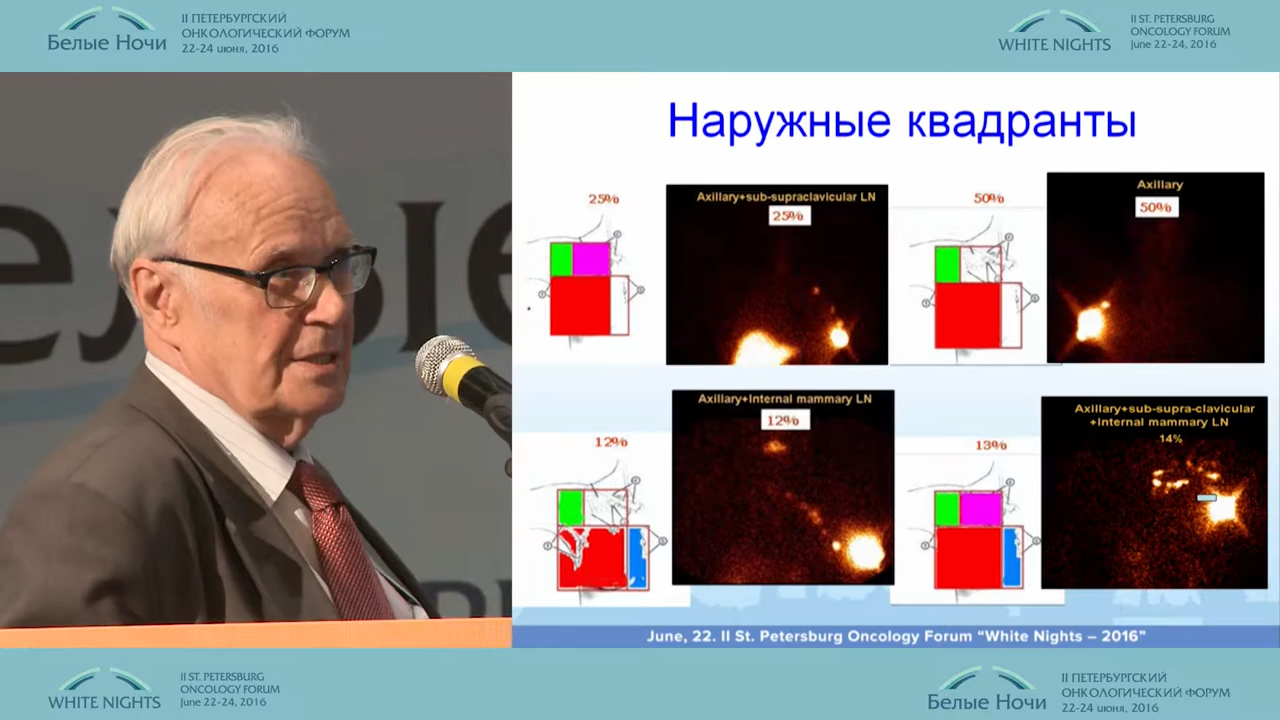 Белые Ночи
II ПЕТЕРБУРГСКИЙ
ОНКОЛОГИЧЕСКИЙ ФОРУМ
22-24 июня, 2016
WHITE NIGHTS
II ST. PETERSBURG
ONCOLOGY FORUM
June 22-24, 2016
Наружные квадранты
25%
Axillary+sub-supraclavicular LN
25%
50%
Axillary
50%
12%
Axillary+Internal mammary LN
12%
13%
Axillary+sub-supra-clavicular
+Internal mammary LN
14%
June, 22. II St. Petersburg Oncology Forum “White Nights – 2016”
WHITE NIGHTS
II ST. PETERSBURG
ONCOLOGY FORUM
June 22-24, 2016
Белые Ночи
II ПЕТЕРБУРГСКИЙ
ОНКОЛОГИЧЕСКИЙ ФОРУМ
22-24 июня, 2016